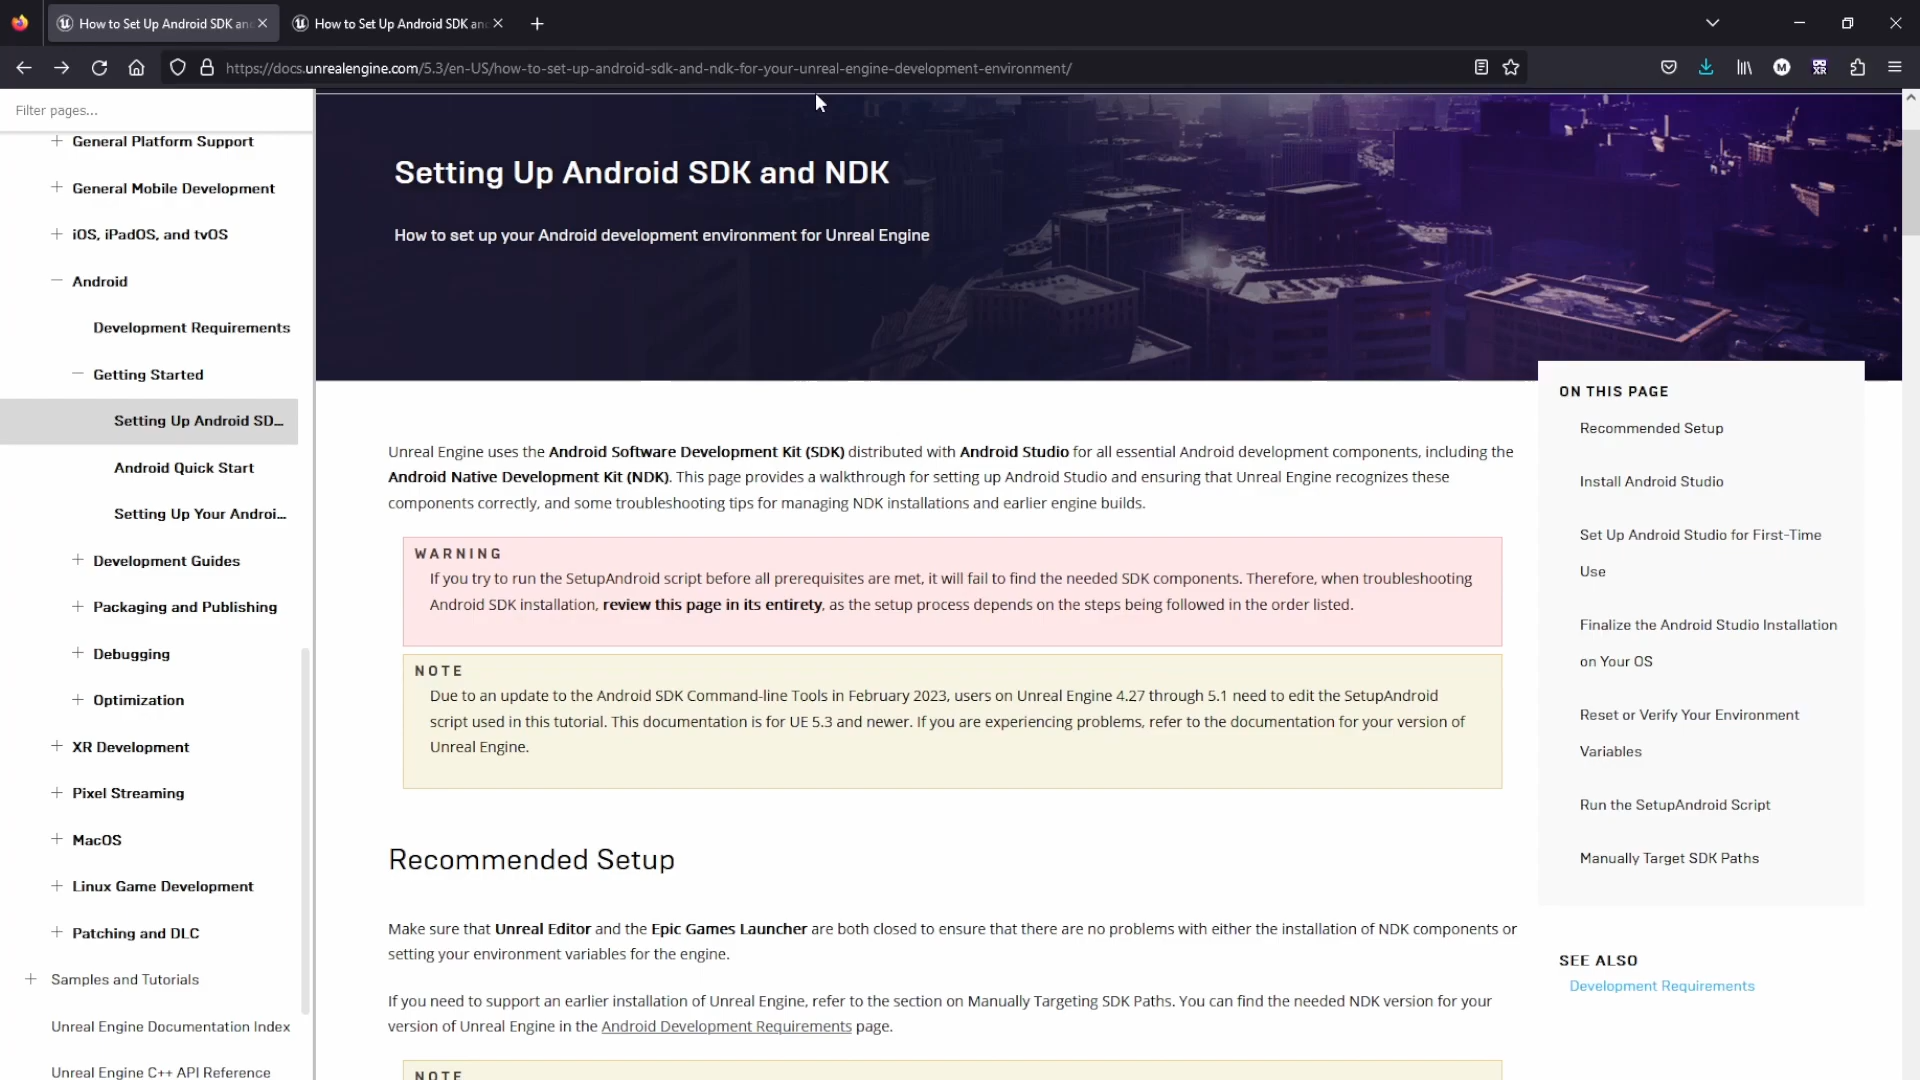 How to Set Up Android SDK an
How to Set Up Android SDK an
https://docs.unrealengine.com/5.3/en-US/how-to-set-up-android-sdk-and-ndk-for-your-unreal-engine-development-environment/
M
XR
Filter pages...
General Platform Support
General Mobile Development
iOS, iPadOS, and tvOS
Android
Development Requirements
Getting Started
Setting Up Android SD...
Android Quick Start
Setting Up Your Androi...
Development Guides
Packaging and Publishing
Debugging
Optimization
XR Development
Pixel Streaming
MacOS
Linux Game Development
Patching and DLC
Samples and Tutorials
Unreal Engine Documentation Index
Unreal Engine C++ API Reference
Setting Up Android SDK and NDK
How to set up your Android development environment for Unreal Engine
Unreal Engine uses the Android Software Development Kit (SDK) distributed with Android Studio for all essential Android development components, including the
Android Native Development Kit (NDK). This page provides a walkthrough for setting up Android Studio and ensuring that Unreal Engine recognizes these
components correctly, and some troubleshooting tips for managing NDK installations and earlier engine builds.
WARNING
If you try to run the SetupAndroid script before all prerequisites are met, it will fail to find the needed SDK components. Therefore, when troubleshooting
Android SDK installation, review this page in its entirety, as the setup process depends on the steps being followed in the order listed.
NOTE
Due to an update to the Android SDK Command-line Tools in February 2023, users on Unreal Engine 4.27 through 5.1 need to edit the SetupAndroid
script used in this tutorial. This documentation is for UE 5.3 and newer. If you are experiencing problems, refer to the documentation for your version of
Unreal Engine.
Recommended Setup
Make sure that Unreal Editor and the Epic Games Launcher are both closed to ensure that there are no problems with either the installation of NDK components or
setting your environment variables for the engine.
If you need to support an earlier installation of Unreal Engine, refer to the section on Manually Targeting SDK Paths. You can find the needed NDK version for your
version of Unreal Engine in the Android Development Requirements page.
NOTE
ON THIS PAGE
Recommended Setup
Install Android Studio
Set Up Android Studio for First-Time
Use
Finalize the Android Studio Installation
on Your OS
Reset or Verify Your Environment
Variables
Run the SetupAndroid Script
Manually Target SDK Paths
SEE ALSO
Development Requirements